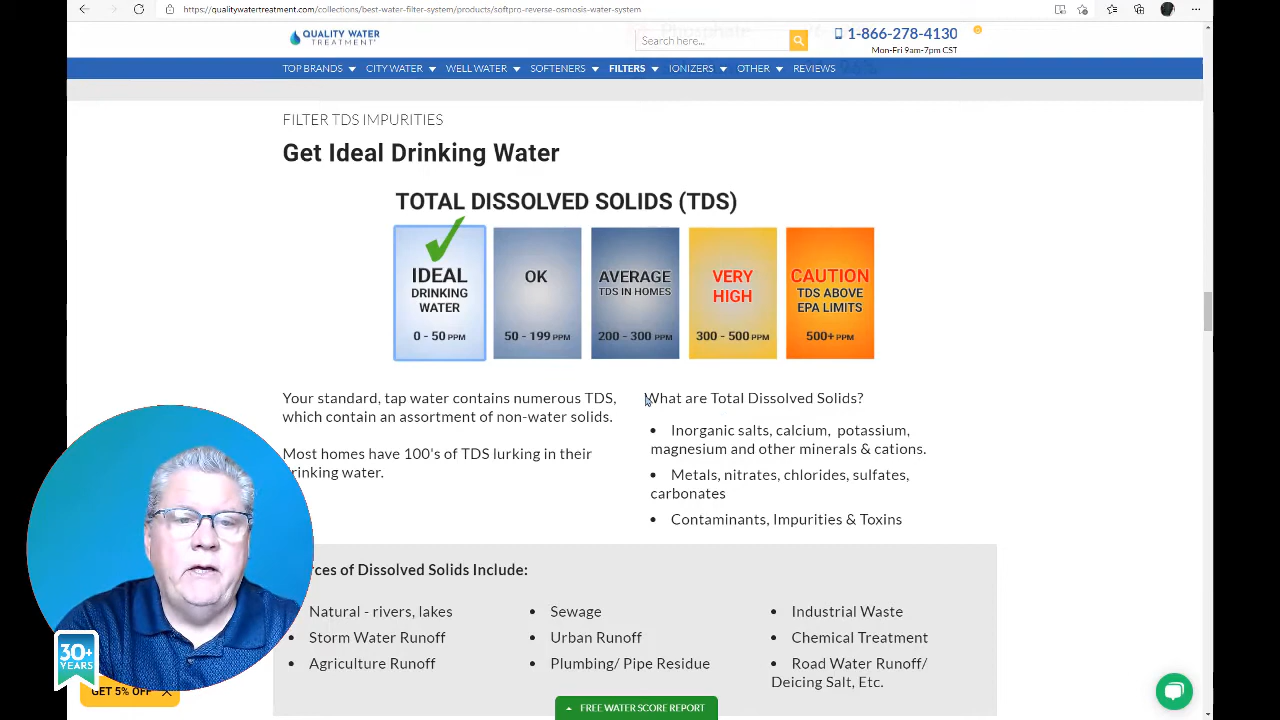 https://qualitywatertreatment.com/collections/best-water-filter-system/products/softpro-reverse-osmosis-water-system
QUALITY WATER
TREATMENT
Search here...
1-866-278-4130
0
Mon-Fri 9am-7pm CST
TOP BRANDS CITY WATER WELL WATER SOFTENERS FILTERS IONIZERS OTHER REVIEWS
FILTER TDS IMPURITIES
Get Ideal Drinking Water
TOTAL DISSOLVED SOLIDS (TDS)
IDEAL
DRINKING
WATER
0 - 50 PPM
OK
50 - 199 PPM
AVERAGE
TDS IN HOMES
200 - 300 PPM
VERY
HIGH
300 - 500 PPM
CAUTION
TDS ABOVE
EPA LIMITS
500+ PPM
Your standard, tap water contains numerous TDS,
which contain an assortment of non-water solids.
Most homes have 100's of TDS lurking in their
drinking water.
What are Total Dissolved Solids?
• Inorganic salts, calcium, potassium,
magnesium and other minerals & cations.
• Metals, nitrates, chlorides, sulfates,
carbonates
• Contaminants, Impurities & Toxins
rces of Dissolved Solids Include:
Natural - rivers, lakes
• Storm Water Runoff
• Agriculture Runoff
• Sewage
• Urban Runoff
• Plumbing/ Pipe Residue
• Industrial Waste
• Chemical Treatment
• Road Water Runoff/
Deicing Salt, Etc.
30+
YEARS
GET 5% OFF
FREE WATER SCORE REPORT